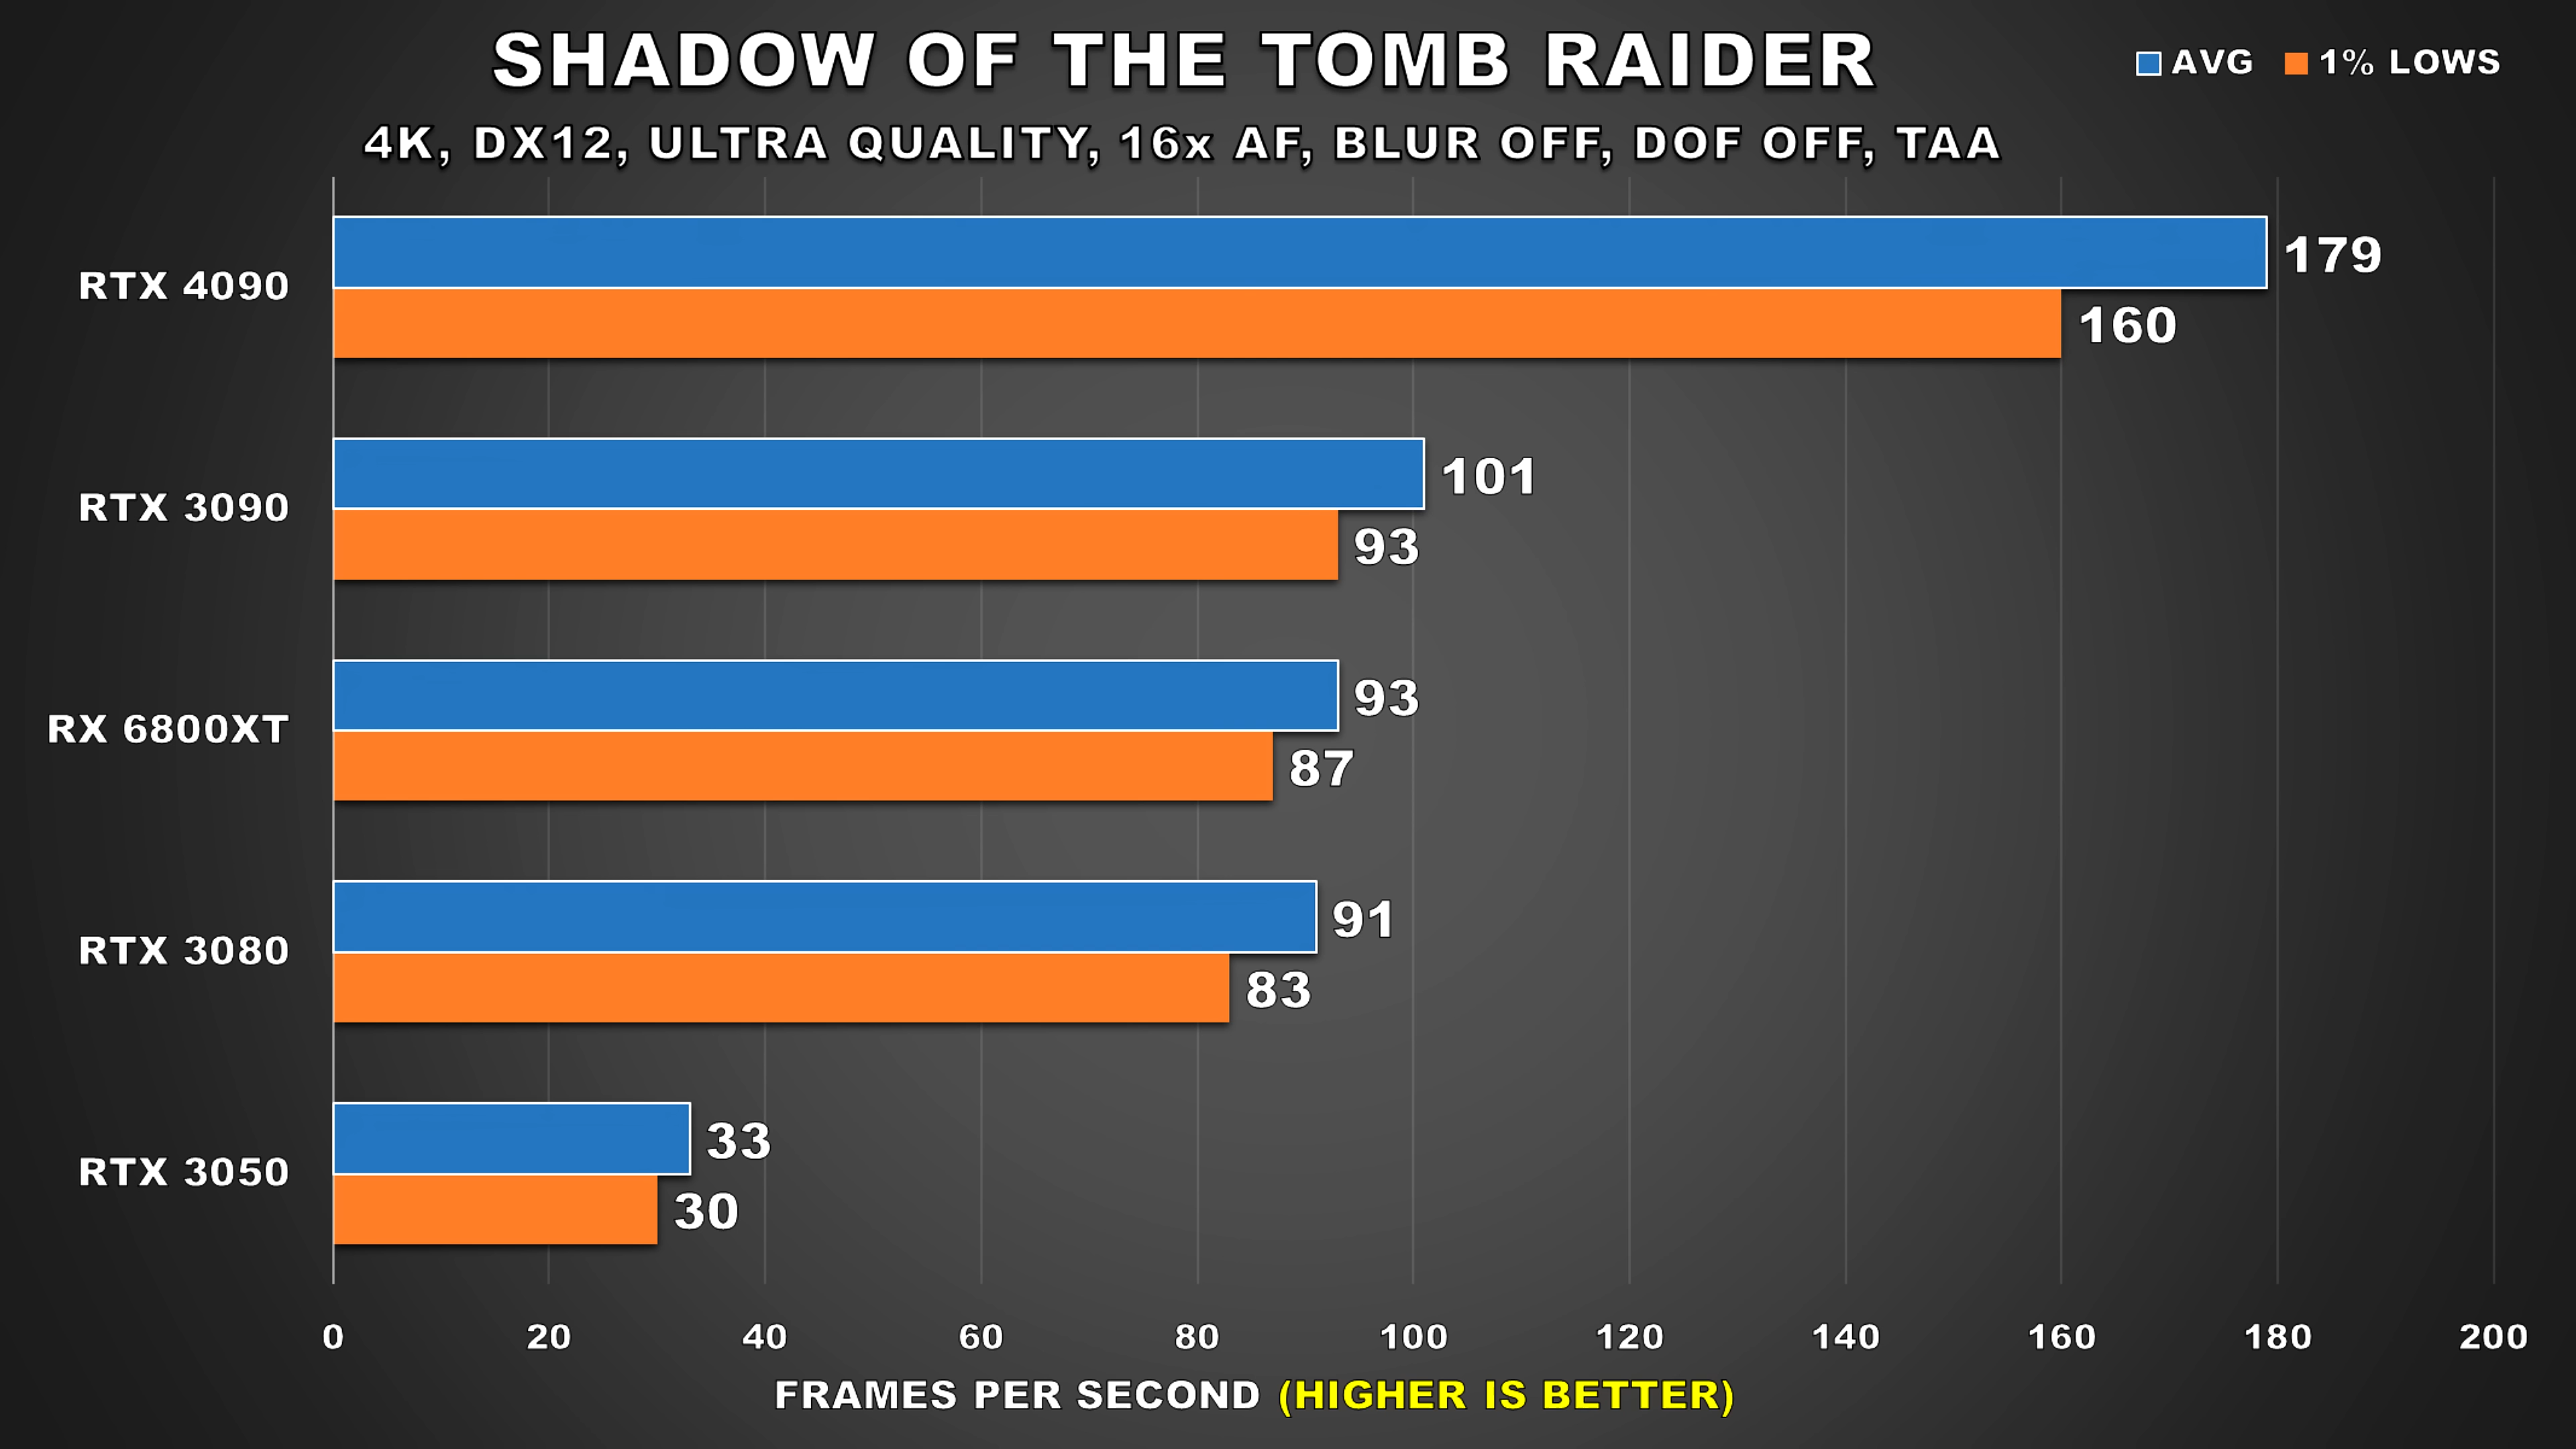 SHADOW OF THE TOMB RAIDER
AVG 1% LOWS
4K, DX12, ULTRA QUALITY, 16x AF, BLUR OFF, DOF OFF, TAA
RTX 4090
179
160
RTX 3090
101
93
RX 6800XT
93
87
RTX 3080
91
83
RTX 3050
33
30
0 20 40 60 80 100 120 140 160 180 200
FRAMES PER SECOND (HIGHER IS BETTER)